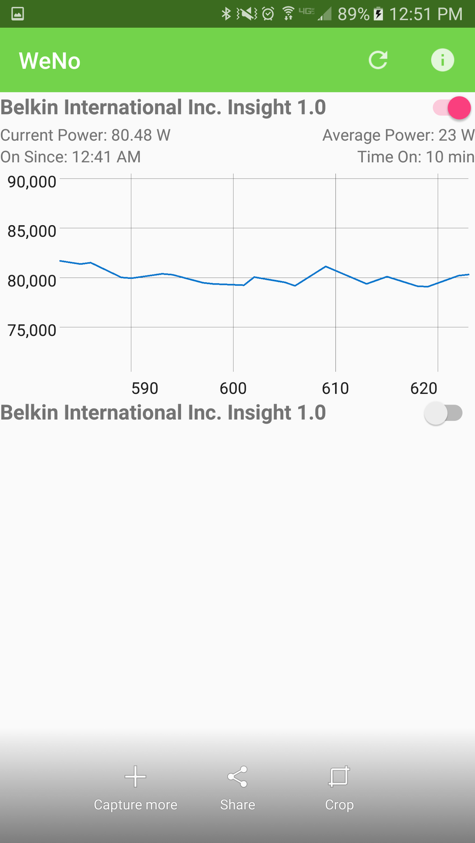 4G 89% 12:51 PM
WeNo
Belkin International Inc. Insight 1.0
Current Power: 80.48 W Average Power: 23 W
On Since: 12:41 AM Time On: 10 min
90,000
85,000
80,000
75,000
590 600 610 620
Belkin International Inc. Insight 1.0
Capture more Share Crop